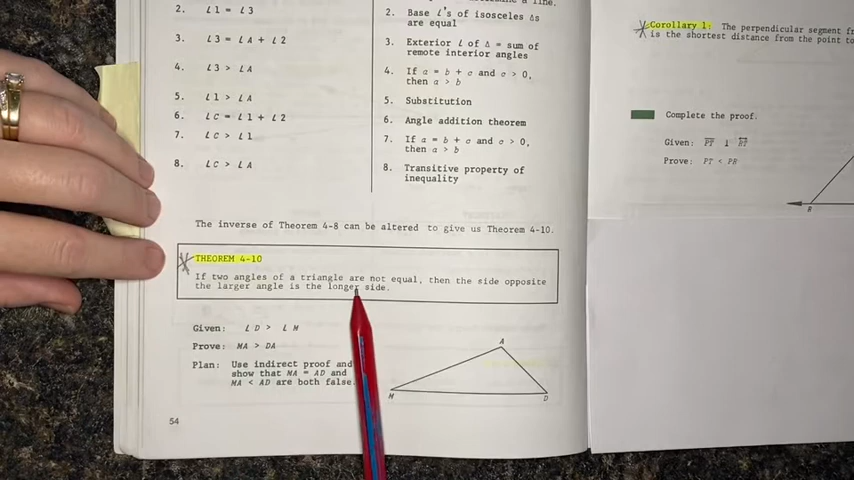 2. ∠1 = ∠3
3. ∠3 = ∠A + ∠2
4. ∠3 > ∠A
5. ∠1 > ∠A
6. ∠C = ∠1 + ∠2
7. ∠C > ∠1
8. ∠C > ∠A
2. Base ∠'s of isosceles Δs
are equal
3. Exterior ∠ of Δ = sum of
remote interior angles
4. If a = b + c and c > 0,
then a > b
5. Substitution
6. Angle addition theorem
7. If a = b + c and c > 0,
then a > b
8. Transitive property of
inequality
The inverse of Theorem 4-8 can be altered to give us Theorem 4-10.
THEOREM 4-10
If two angles of a triangle are not equal, then the side opposite
the larger angle is the longer side.
Given: ∠D > ∠M
Prove: MA > DA
Plan: Use indirect proof and
show that MA = AD and
MA < AD are both false.
A
M
D
54
Corollary 1: The perpendicular segment
is the shortest distance from the point to
Complete the proof.
Given: PT ⊥ RT
Prove: PT < PR
R